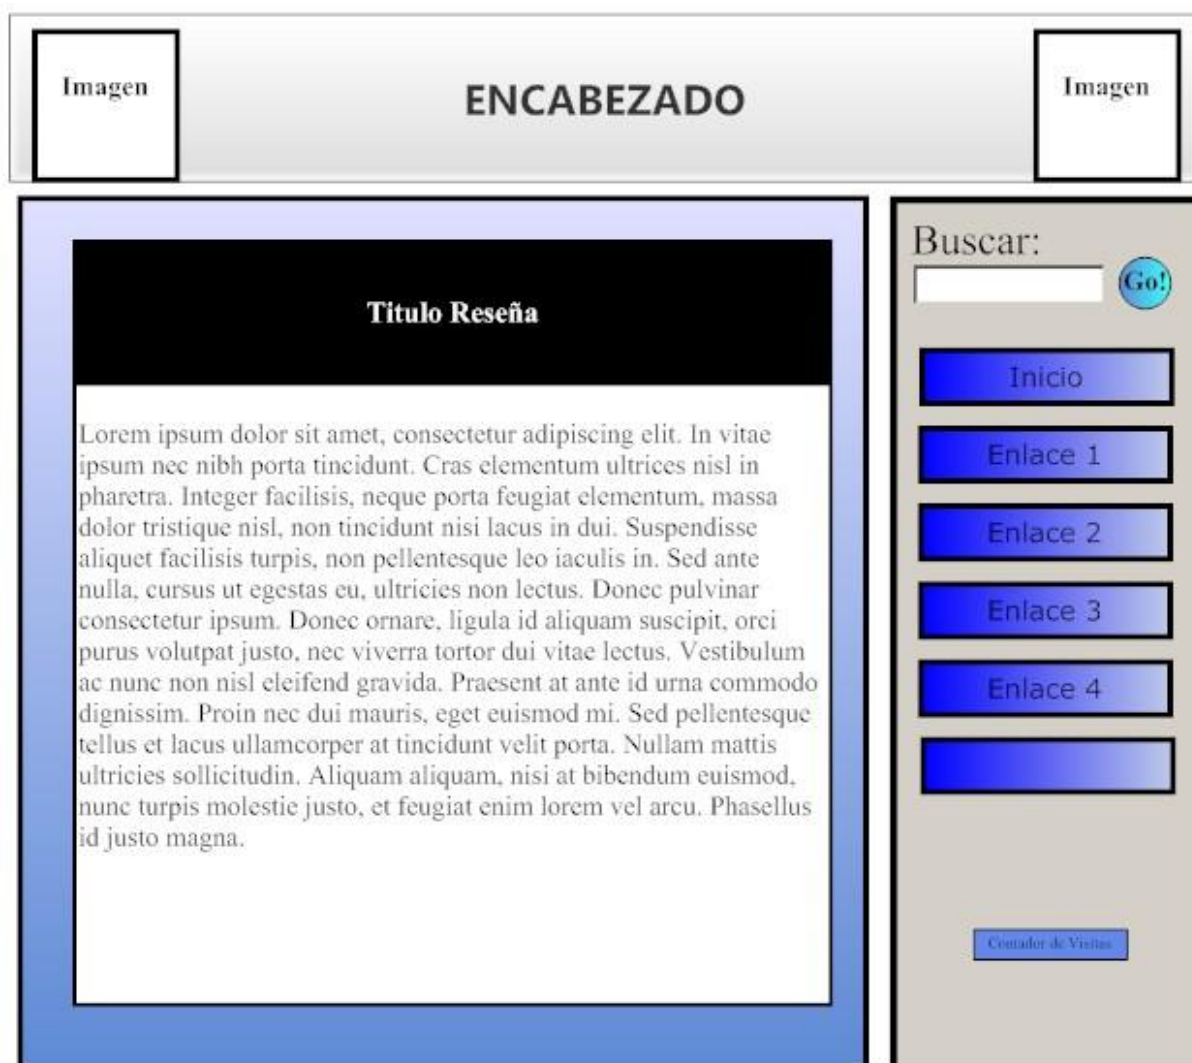 Imagen
ENCABEZADO
Imagen
Titulo Reseña
Lorem ipsum dolor sit amet, consectetur adipiscing elit. In vitae
ipsum nec nibh porta tincidunt. Cras elementum ultrices nisl in
pharetra. Integer facilisis, neque porta feugiat elementum, massa
dolor tristique nisl, non tincidunt nisi lacus in dui. Suspendisse
aliquet facilisis turpis, non pellentesque leo iaculis in. Sed ante
nulla, cursus ut egestas eu, ultricies non lectus. Donec pulvinar
consectetur ipsum. Donec ornare, ligula id aliquam suscipit, orci
purus volutpat justo, nec viverra tortor dui vitae lectus. Vestibulum
ac nunc non nisl eleifend gravida. Praesent at ante id urna commodo
dignissim. Proin nec dui mauris, eget euismod mi. Sed pellentesque
tellus et lacus ullamcorper at tincidunt velit porta. Nullam mattis
ultricies sollicitudin. Aliquam aliquam, nisi at bibendum euismod,
nunc turpis molestie justo, et feugiat enim lorem vel arcu. Phasellus
id justo magna.
Buscar:
Go!
Inicio
Enlace 1
Enlace 2
Enlace 3
Enlace 4
Contador de Visitas